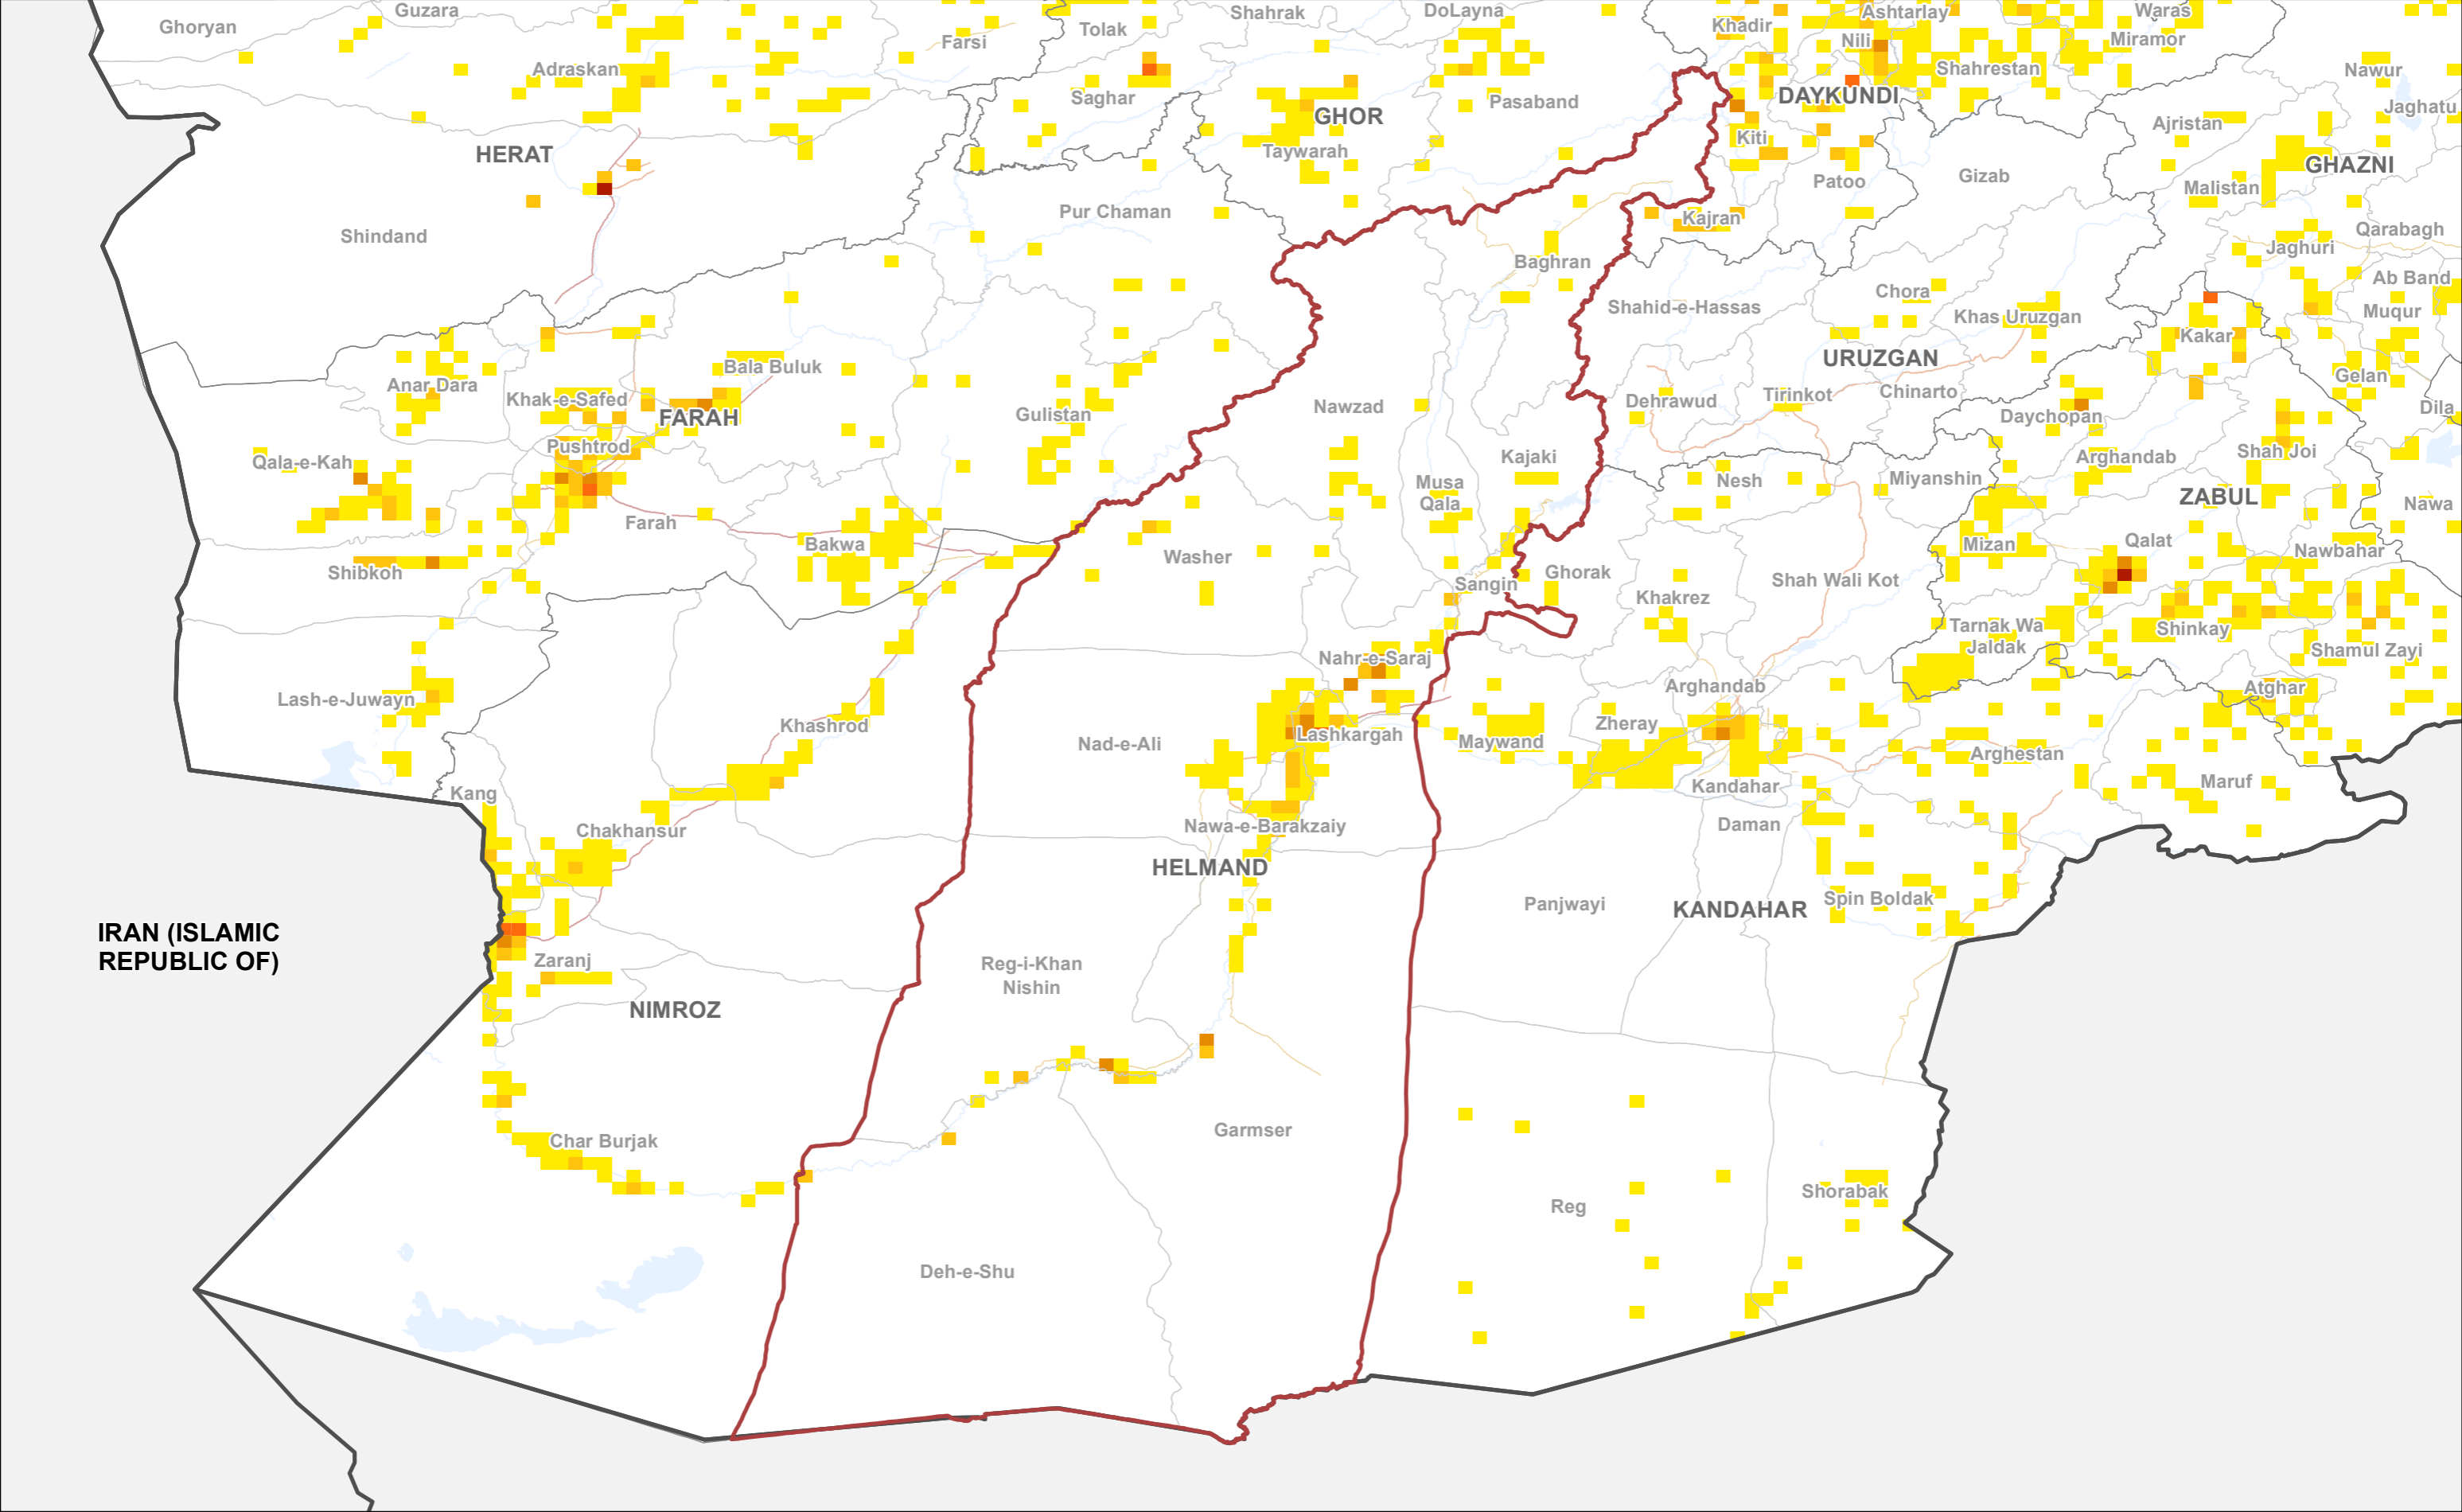 Guzara
Ghoryan
Shahrak
DoLayna
Ashtarlay
Waras
Tolak
Khadir
Farsi
Nili
Miramor
Adraskan
Shahrestan
Nawur
Saghar
Pasaband
DAYKUNDI
Jaghatu
GHOR
Ajristan
HERAT
Taywarah
Kiti
GHAZNI
Patoo
Gizab
Malistan
Pur Chaman
Kajran
Shindand
Qarabagh
Jaghuri
Baghran
Ab Band
Chora
Shahid-e-Hassas
Khas Uruzgan
Muqur
Kakar
URUZGAN
Bala Buluk
Gelan
Anar Dara
Khak-e-Safed
Tirinkot
Chinarto
Dehrawud
Nawzad
Dila
FARAH
Gulistan
Daychopan
Pushtrod
Shah Joi
Qala-e-Kah
Kajaki
Arghandab
Musa
Qala
Nesh
Miyanshin
ZABUL
Nawa
Farah
Bakwa
Qalat
Mizan
Nawbahar
Washer
Shibkoh
Ghorak
Sangin
Shah Wali Kot
Khakrez
Tarnak Wa
Jaldak
Shinkay
Shamul Zayi
Nahr-e-Saraj
Arghandab
Atghar
Lash-e-Juwayn
Khashrod
Zheray
Lashkargah
Nad-e-Ali
Maywand
Arghestan
Maruf
Kandahar
Kang
Chakhansur
Nawa-e-Barakzaiy
Daman
HELMAND
Spin Boldak
Panjwayi
KANDAHAR
IRAN (ISLAMIC
REPUBLIC OF)
Zaranj
Reg-i-Khan
Nishin
NIMROZ
Garmser
Char Burjak
Shorabak
Reg
Deh-e-Shu